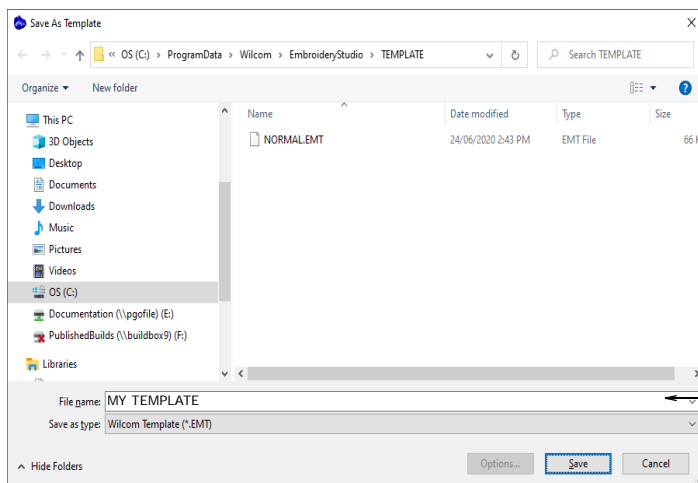 Save As Template
« OS (C:) › ProgramData › Wilcom › EmbroideryStudio › TEMPLATE
Search TEMPLATE
Organize
New folder
?
Name
Date modified
Type
Size
This PC
3D Objects
Desktop
Documents
Downloads
Music
Pictures
Videos
OS (C:)
Documentation (\\pgofile) (E:)
PublishedBuilds (\\buildbox9) (F:)
Libraries
NORMAL.EMT
24/06/2020 2:43 PM
EMT File
66 K
File name: MY TEMPLATE
Save as type: Wilcom Template (*.EMT)
Hide Folders
Options...
Save
Cancel